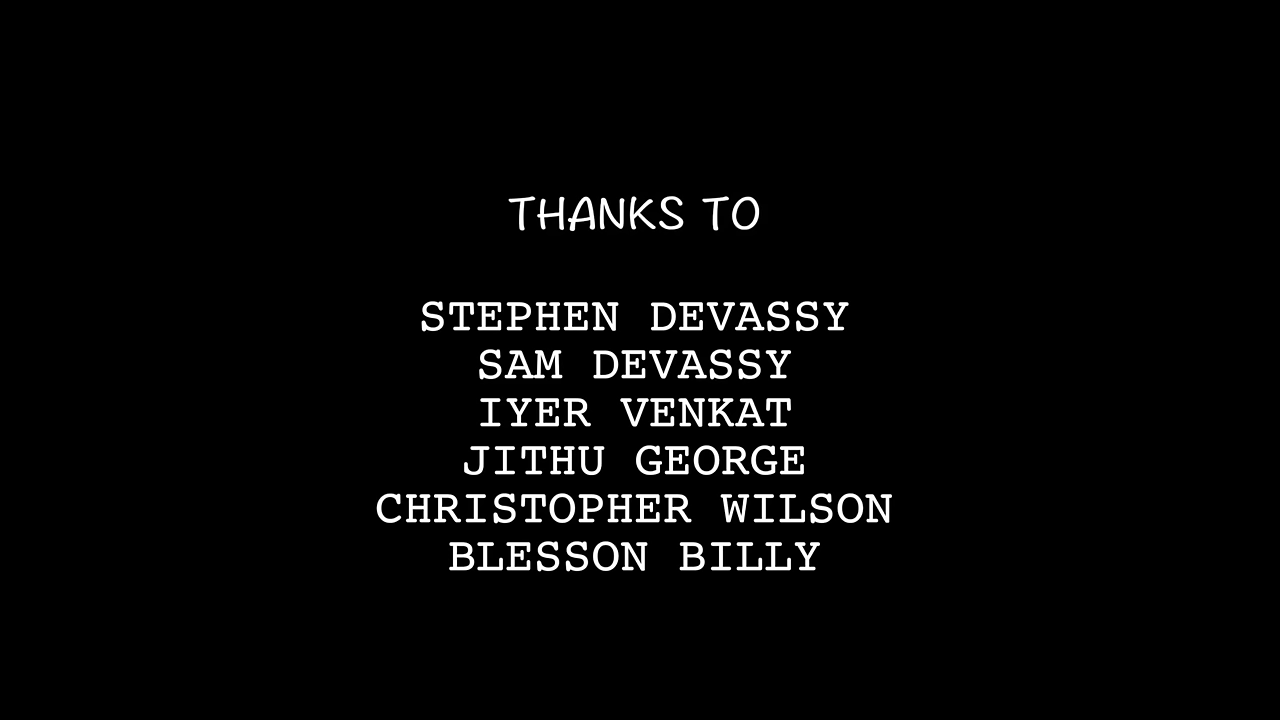 THANKS TO
STEPHEN DEVASSY
SAM DEVASSY
IYER VENKAT
JITHU GEORGE
CHRISTOPHER WILSON
BLESSON BILLY